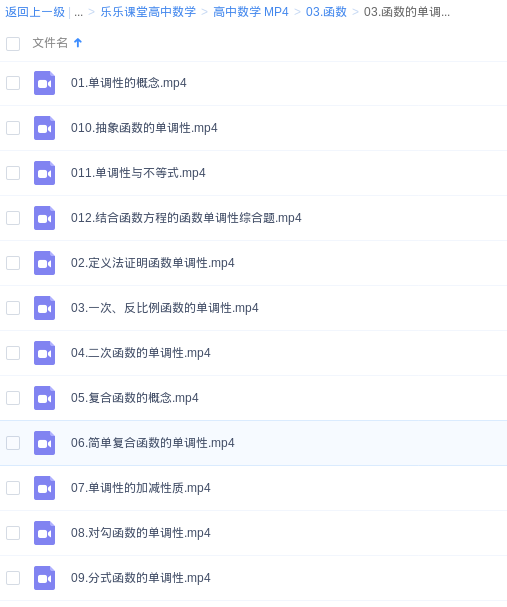 返回上一级 | ... > 乐乐课堂高中数学 > 高中数学 MP4 > 03.函数 > 03.函数的单调...
文件名
01.单调性的概念.mp4
010.抽象函数的单调性.mp4
011.单调性与不等式.mp4
012.结合函数方程的函数单调性综合题.mp4
02.定义法证明函数单调性.mp4
03.一次、反比例函数的单调性.mp4
04.二次函数的单调性.mp4
05.复合函数的概念.mp4
06.简单复合函数的单调性.mp4
07.单调性的加减性质.mp4
08.对勾函数的单调性.mp4
09.分式函数的单调性.mp4